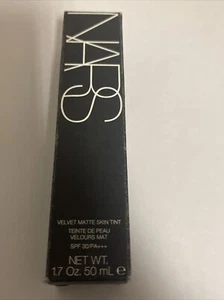 NARS
VELVET MATTE SKIN TINT
TEINTE DE PEAU
VELOURS MAT
SPF 30/PA+++
NET WT.
1.7 Oz. 50 mL ℮